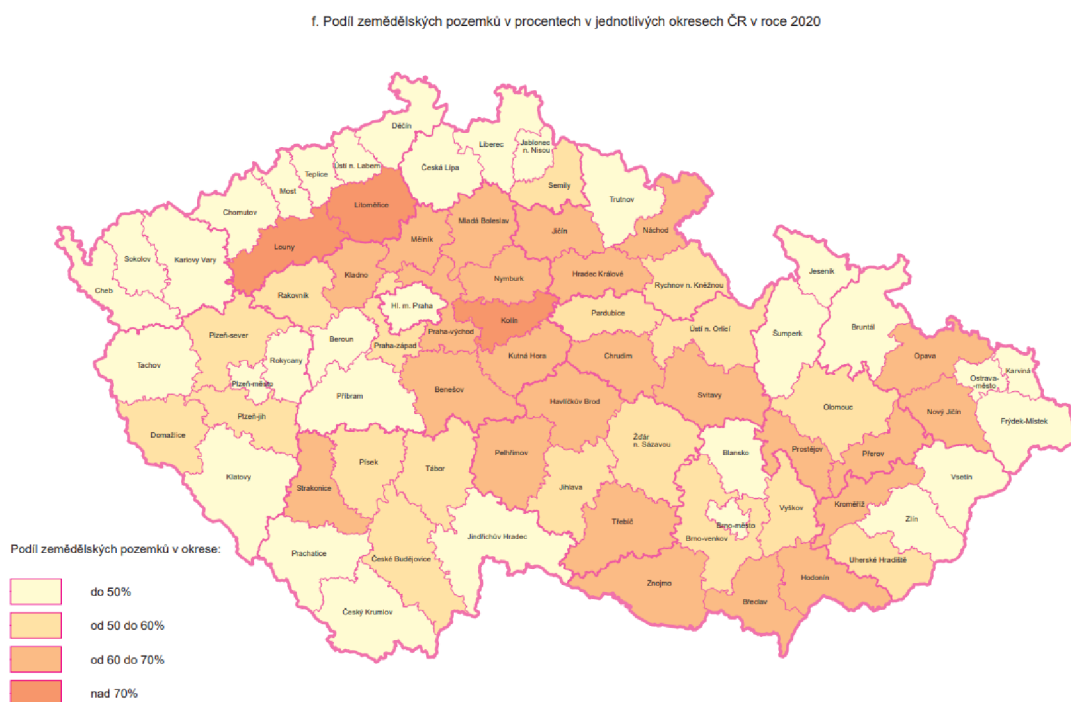 f. Podíl zemědělských pozemků v procentech v jednotlivých okresech ČR v roce 2020
Děčín
Liberec
Jablonec
n. Nisou
Ústí n. Labem
Česká Lípa
Teplice
Most
Semily
Trutnov
Chomutov
Litoměřice
Mladá Boleslav
Jičín
Náchod
Mělník
Louny
Sokolov
Karlovy Vary
Kladno
Nymburk
Hradec Králové
Jeseník
Cheb
Rakovník
Rychnov n. Kněžnou
Hl. m. Praha
Pardubice
Kolín
Ústí n. Orlicí
Bruntál
Šumperk
Plzeň-sever
Beroun
Praha-západ
Praha-východ
Kutná Hora
Chrudim
Opava
Tachov
Rokycany
Plzeň-město
Ostrava-
město
Karviná
Benešov
Svitavy
Příbram
Havlíčkův Brod
Olomouc
Nový Jičín
Plzeň-jih
Frýdek-Místek
Domažlice
Žďár
n. Sázavou
Prostějov
Přerov
Pelhřimov
Blansko
Písek
Tábor
Klatovy
Vsetín
Strakonice
Jihlava
Kroměříž
Vyškov
Třebíč
Zlín
Brno-město
Jindřichův Hradec
Brno-venkov
Prachatice
České Budějovice
Uherské Hradiště
Hodonín
Znojmo
Břeclav
Český Krumlov
Podíl zemědělských pozemků v okrese:
do 50%
od 50 do 60%
od 60 do 70%
nad 70%